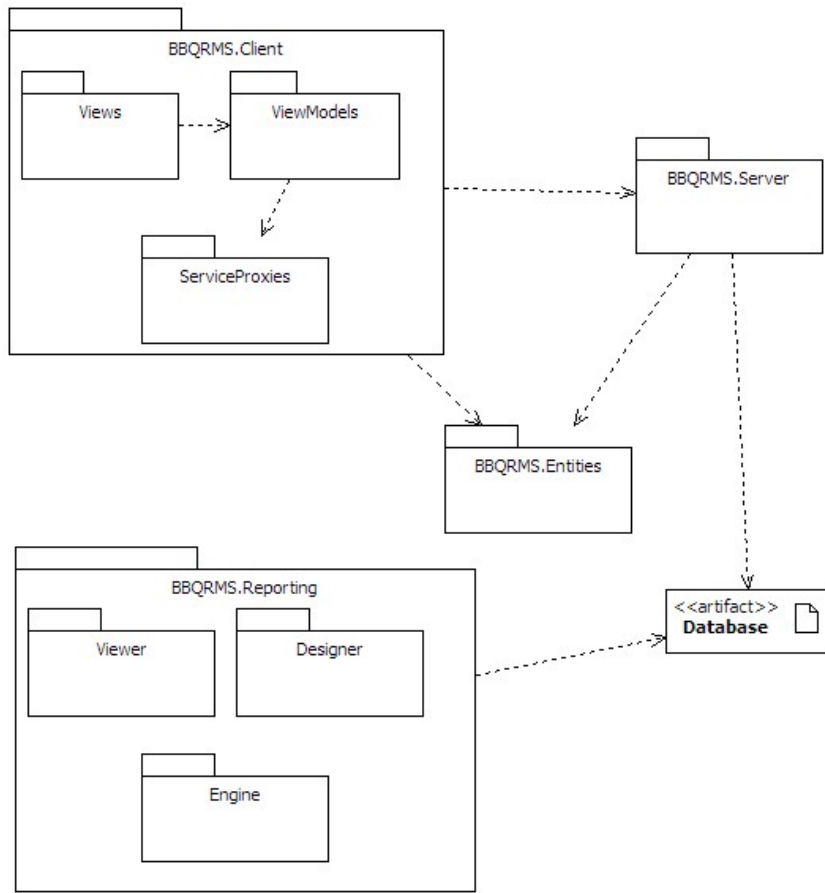 BBQRMS.Client
Views
ViewModels
ServiceProxies
BBQRMS.Server
BBQRMS.Entities
BBQRMS.Reporting
Viewer
Designer
Engine
<<artifact>>
Database